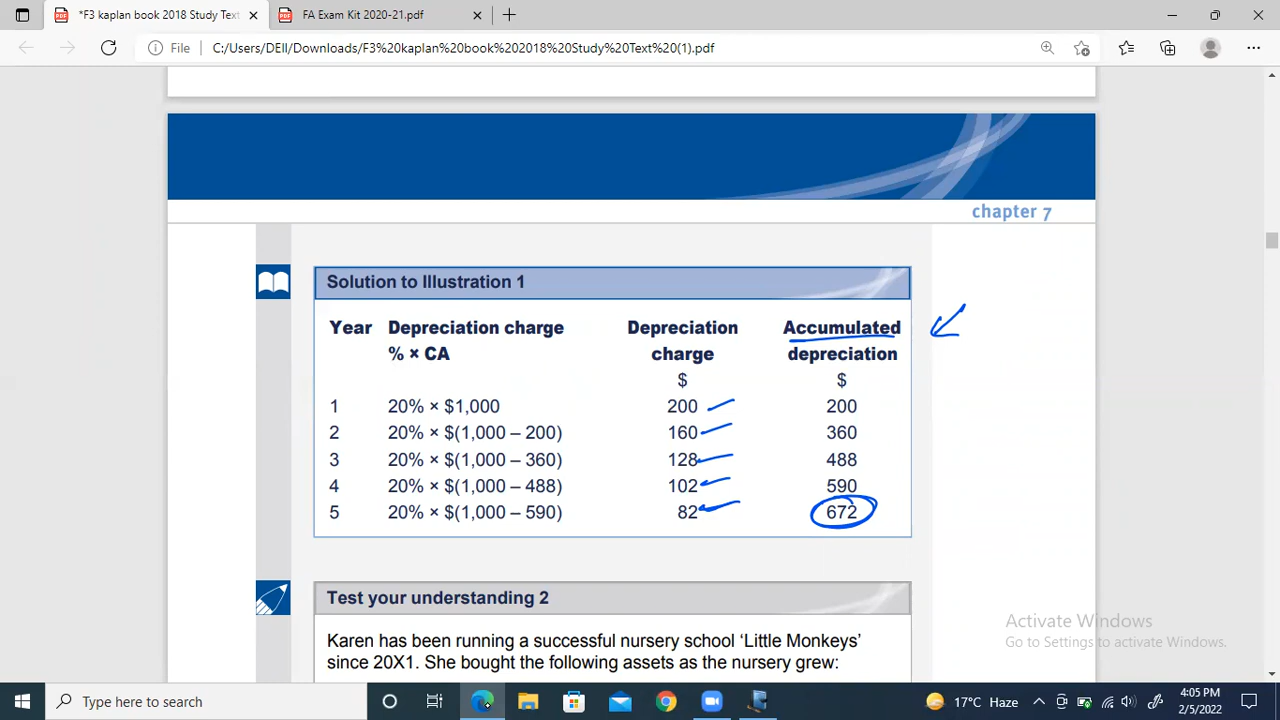 *F3 kaplan book 2018 Study Text
FA Exam Kit 2020-21.pdf
File
C:/Users/DEll/Downloads/F3%20kaplan%20book%202018%20Study%20Text%20(1).pdf
chapter 7
Solution to Illustration 1
Year Depreciation charge Depreciation Accumulated
% × CA charge depreciation
$ $
1 20% × $1,000 200 200
2 20% × $(1,000 – 200) 160 360
3 20% × $(1,000 – 360) 128 488
4 20% × $(1,000 – 488) 102 590
5 20% × $(1,000 – 590) 82 672
Test your understanding 2
Karen has been running a successful nursery school ‘Little Monkeys’
since 20X1. She bought the following assets as the nursery grew:
Activate Windows
Go to Settings to activate Windows.
Type here to search
17°C Haze
4:05 PM
2/5/2022